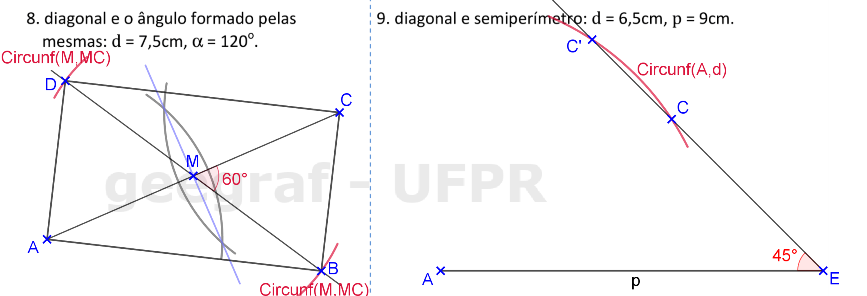 8. diagonal e o ângulo formado pelas
mesmas: d = 7,5cm, α = 120°.
Circunf(M,MC)
D
C
M
60°
A
B
Circunf(M,MC)
9. diagonal e semiperímetro: d = 6,5cm, p = 9cm.
C'
Circunf(A,d)
C
45°
A
p
E
geegraf - UFPR